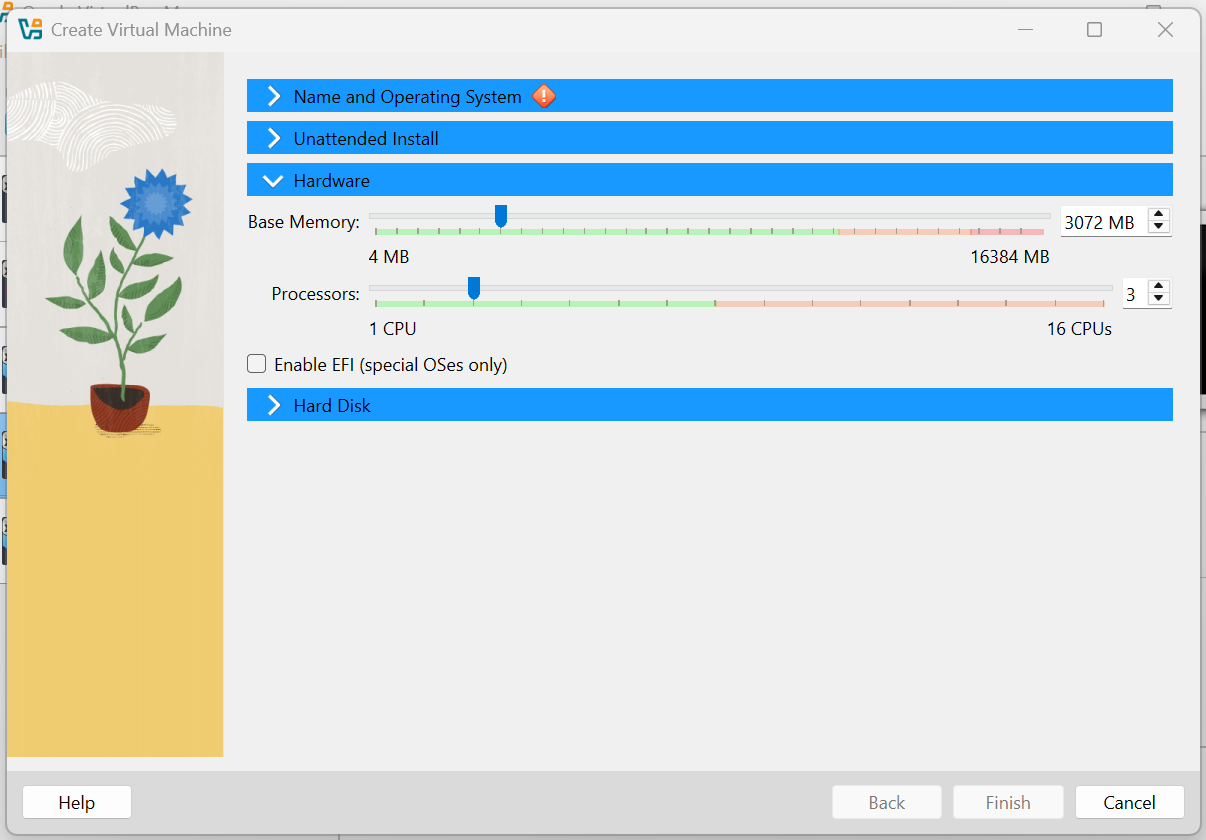 Create Virtual Machine
Name and Operating System
Unattended Install
Hardware
Base Memory: 3072 MB
4 MB 16384 MB
Processors: 3
1 CPU 16 CPUs
Enable EFI (special OSes only)
Hard Disk
Help Back Finish Cancel